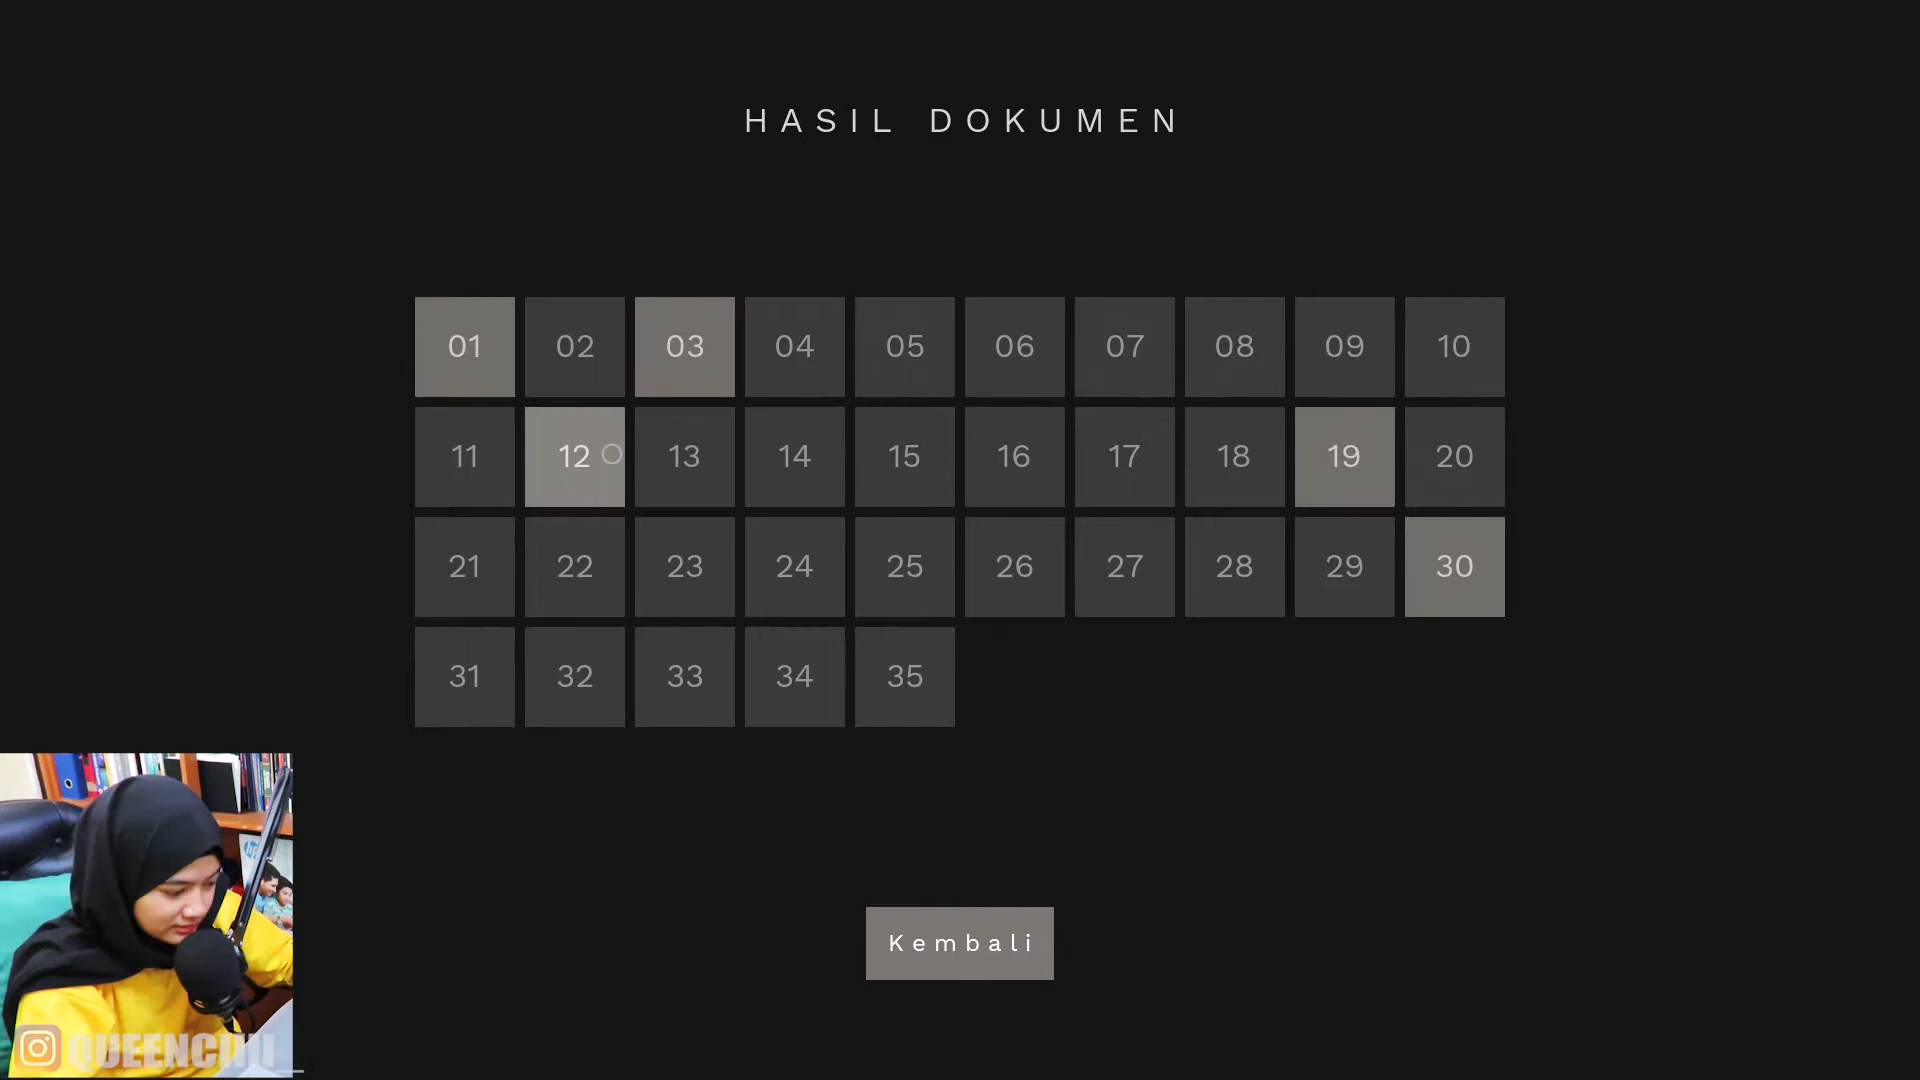 HASIL DOKUMEN
01 02 03 04 05 06 07 08 09 10
11 12 13 14 15 16 17 18 19 20
21 22 23 24 25 26 27 28 29 30
31 32 33 34 35
Kembali
hp